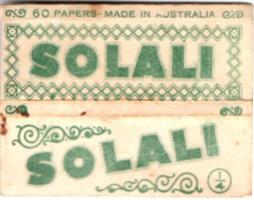 60 PAPERS - MADE IN AUSTRALIA
SOLALI
SOLALI
1/4